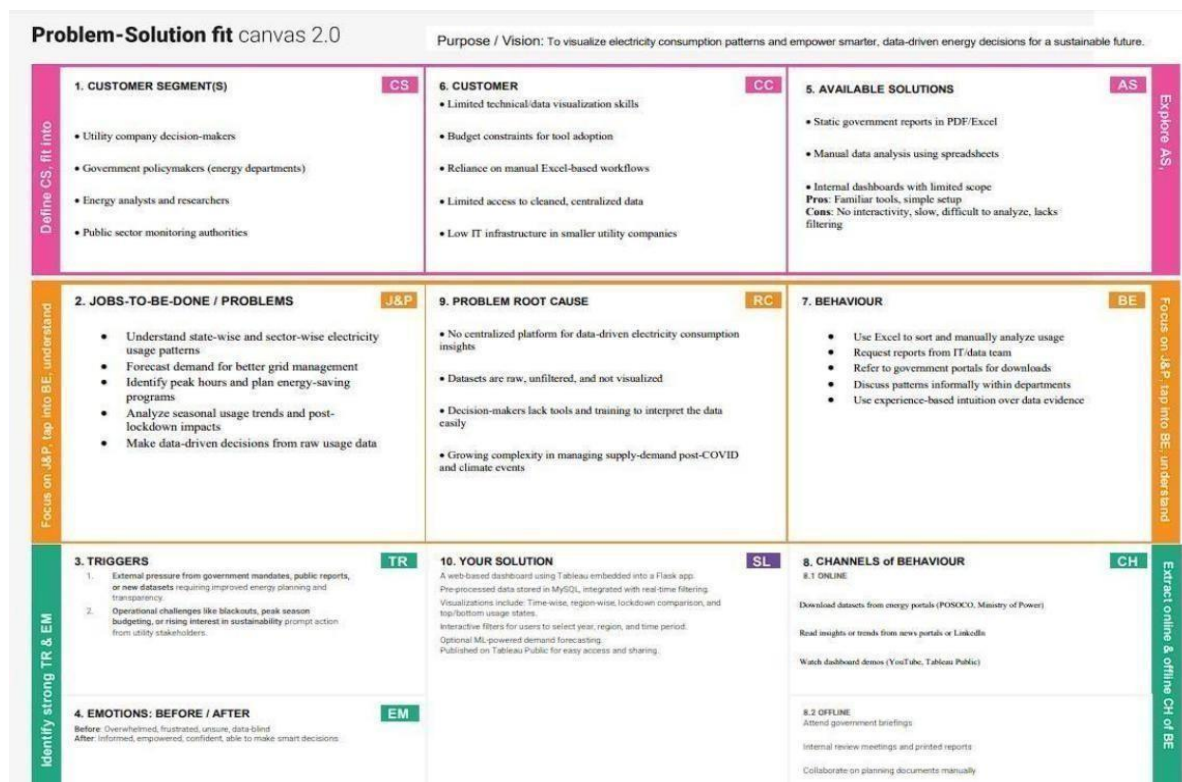 Problem-Solution fit canvas 2.0
Purpose / Vision: To visualize electricity consumption patterns and empower smarter, data-driven energy decisions for a sustainable future.
Define CS, fit into
1. CUSTOMER SEGMENT(S)
CS
• Utility company decision-makers
• Government policymakers (energy departments)
• Energy analysts and researchers
• Public sector monitoring authorities
6. CUSTOMER
CC
• Limited technical/data visualization skills
• Budget constraints for tool adoption
• Reliance on manual Excel-based workflows
• Limited access to cleaned, centralized data
• Low IT infrastructure in smaller utility companies
5. AVAILABLE SOLUTIONS
AS
• Static government reports in PDF/Excel
• Manual data analysis using spreadsheets
• Internal dashboards with limited scope
Pros: Familiar tools, simple setup
Cons: No interactivity, slow, difficult to analyze, lacks
filtering
Explore AS,
Focus on J&P, tap into BE, understand
2. JOBS-TO-BE-DONE / PROBLEMS
J&P
• Understand state-wise and sector-wise electricity
usage patterns
• Forecast demand for better grid management
• Identify peak hours and plan energy-saving
programs
• Analyze seasonal usage trends and post-
lockdown impacts
• Make data-driven decisions from raw usage data
9. PROBLEM ROOT CAUSE
RC
• No centralized platform for data-driven electricity consumption
insights
• Datasets are raw, unfiltered, and not visualized
• Decision-makers lack tools and training to interpret the data
easily
• Growing complexity in managing supply-demand post-COVID
and climate events
7. BEHAVIOUR
BE
• Use Excel to sort and manually analyze usage
• Request reports from IT/data team
• Refer to government portals for downloads
• Discuss patterns informally within departments
• Use experience-based intuition over data evidence
Focus on J&P, tap into BE, understand
Identify strong TR & EM
3. TRIGGERS
TR
1. External pressure from government mandates, public reports,
or new datasets requiring improved energy planning and
transparency.
2. Operational challenges like blackouts, peak season
budgeting, or rising interest in sustainability prompt action
from utility stakeholders.
4. EMOTIONS: BEFORE / AFTER
EM
Before: Overwhelmed, frustrated, unsure, data-blind
After: Informed, empowered, confident, able to make smart decisions
10. YOUR SOLUTION
SL
A web-based dashboard using Tableau embedded into a Flask app.
Pre-processed data stored in MySQL, integrated with real-time filtering.
Visualizations include: Time-wise, region-wise, lockdown comparison, and
top/bottom usage states.
Interactive filters for users to select year, region, and time period.
Optional ML-powered demand forecasting.
Published on Tableau Public for easy access and sharing.
8. CHANNELS of BEHAVIOUR
CH
8.1 ONLINE
Download datasets from energy portals (POSOCO, Ministry of Power)
Read insights or trends from news portals or LinkedIn
Watch dashboard demos (YouTube, Tableau Public)
8.2 OFFLINE
Attend government briefings
Internal review meetings and printed reports
Collaborate on planning documents manually
Extract online & offline CH of BE